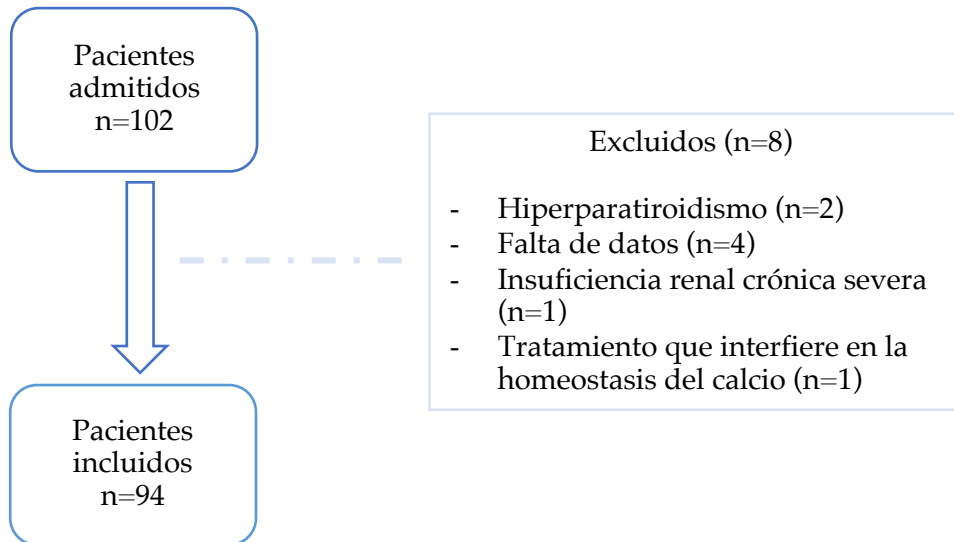 Pacientes
admitidos
n=102
Excluidos (n=8)
- Hiperparatiroidismo (n=2)
- Falta de datos (n=4)
- Insuficiencia renal crónica severa
(n=1)
- Tratamiento que interfiere en la
homeostasis del calcio (n=1)
Pacientes
incluidos
n=94